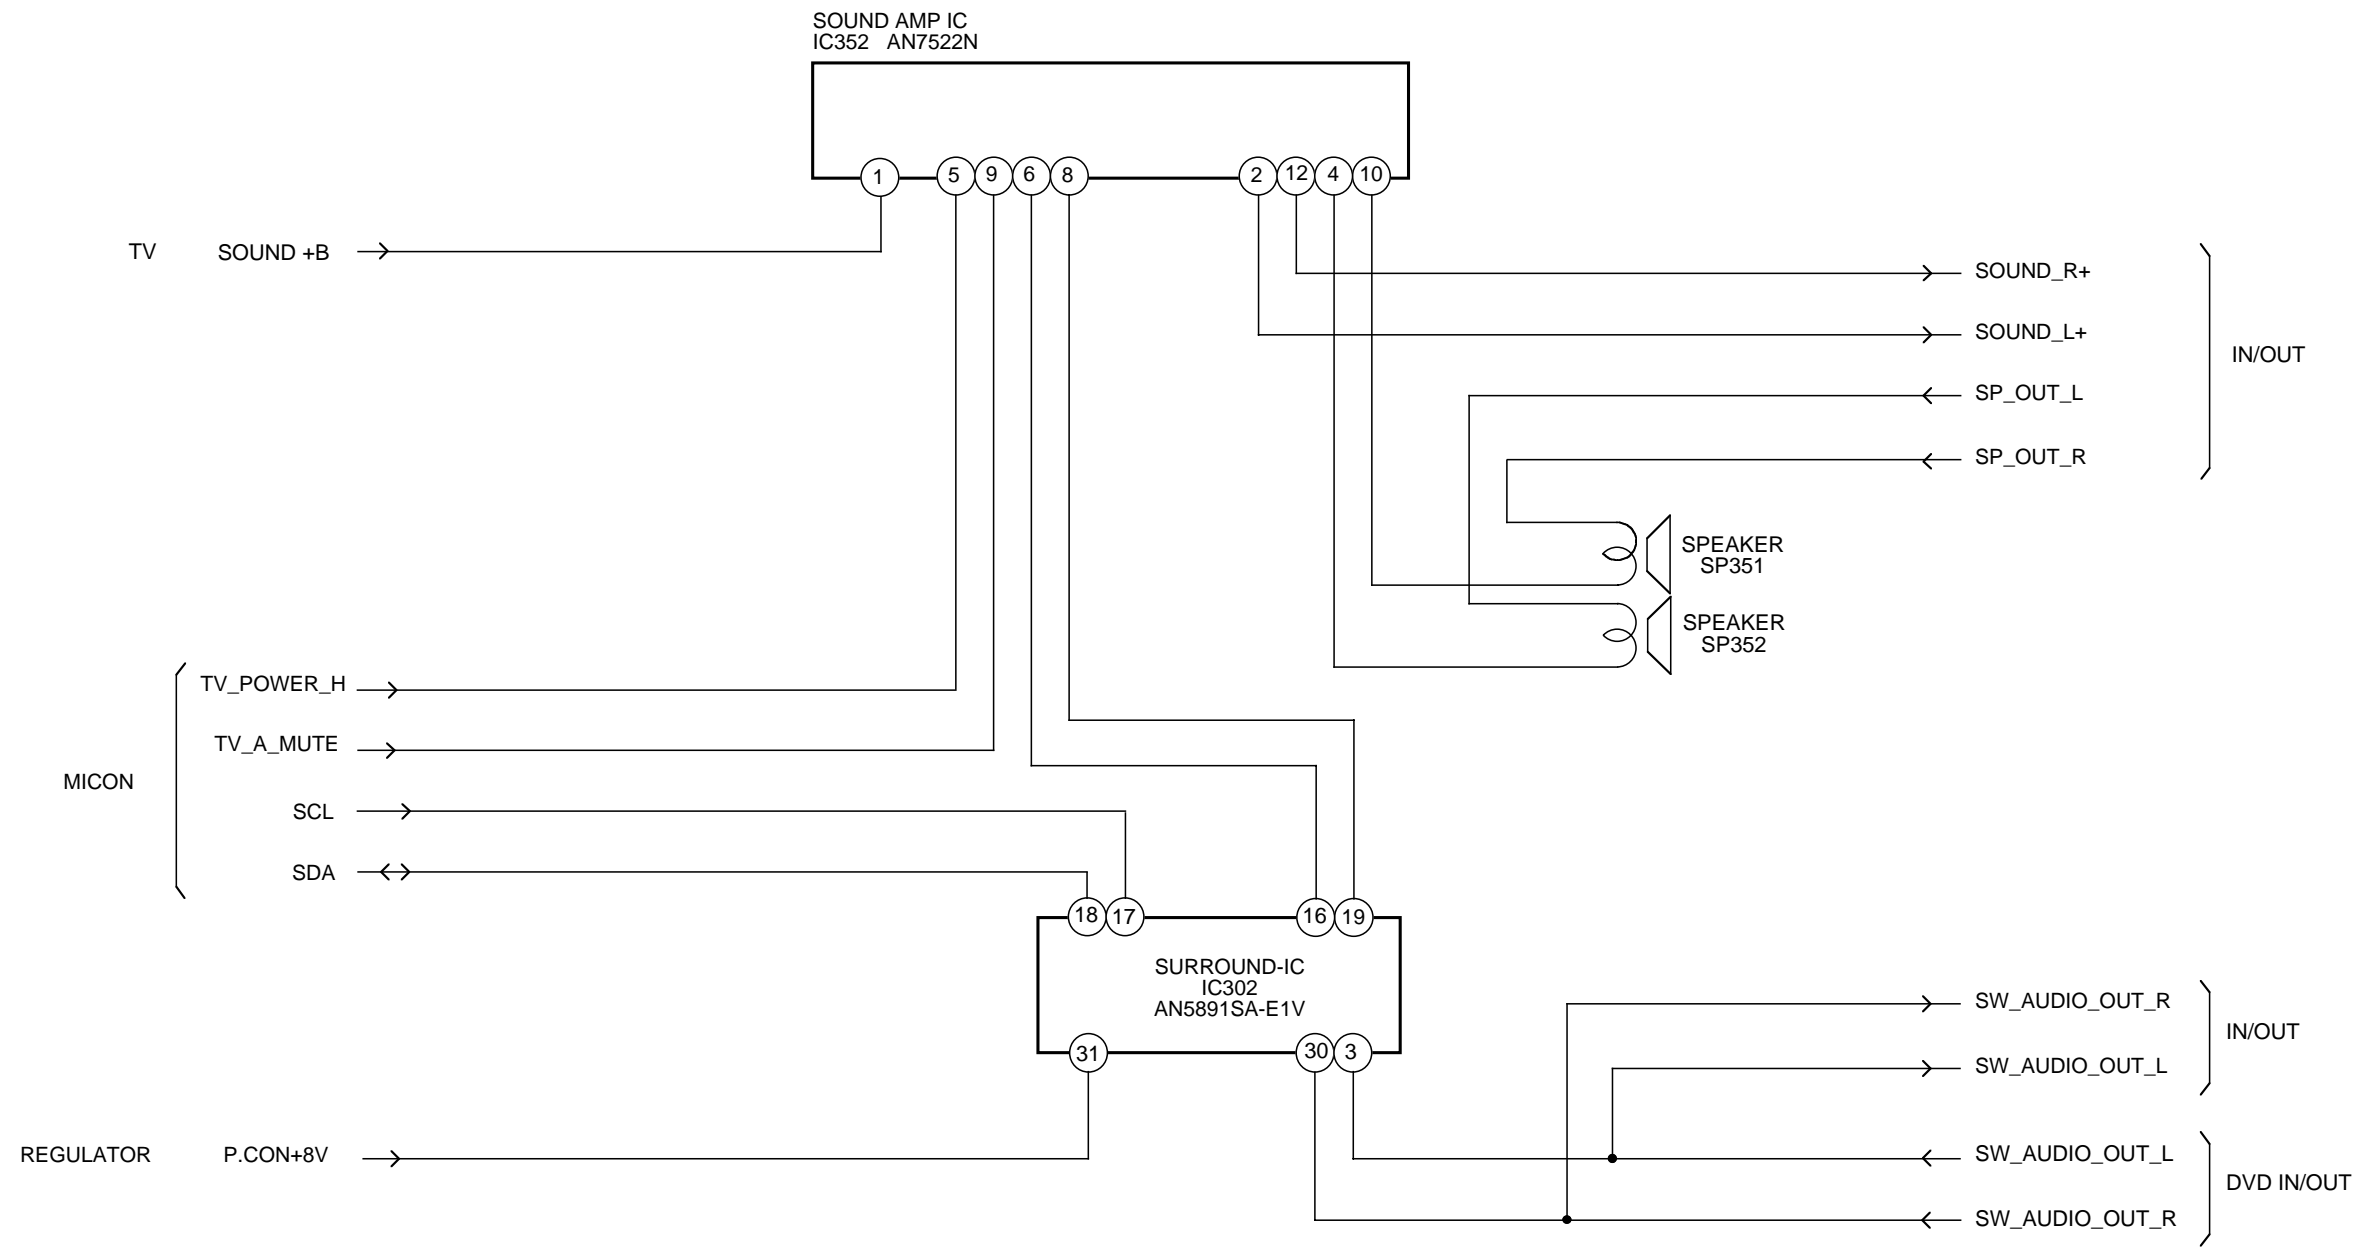 SOUND AMP IC
IC352 AN7522N
1 5 9 6 8 2 12 4 10
TV SOUND +B
SOUND_R+
SOUND_L+
IN/OUT
SP_OUT_L
SP_OUT_R
SPEAKER
SP351
SPEAKER
SP352
TV_POWER_H
TV_A_MUTE
MICON
SCL
SDA
18 17 16 19
SURROUND-IC
IC302
AN5891SA-E1V
31 30 3
SW_AUDIO_OUT_R
IN/OUT
SW_AUDIO_OUT_L
REGULATOR P.CON+8V
SW_AUDIO_OUT_L
DVD IN/OUT
SW_AUDIO_OUT_R